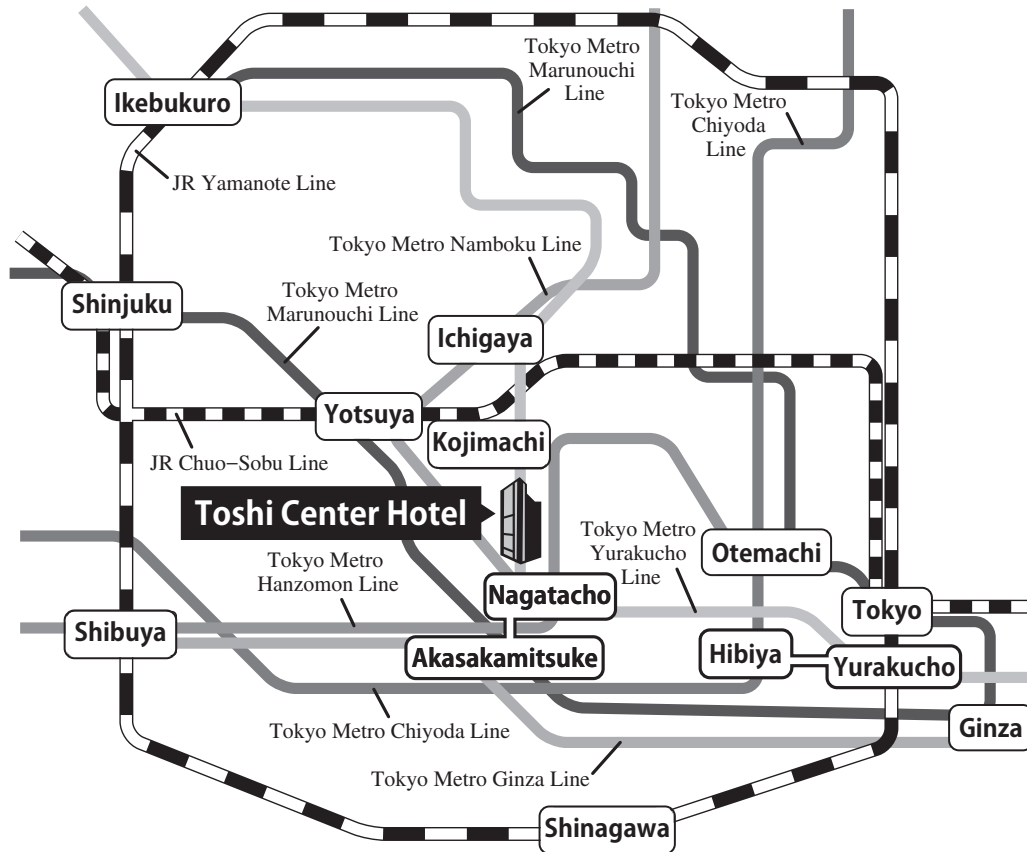 Tokyo Metro
Marunouchi
Line
Ikebukuro
Tokyo Metro
Chiyoda
Line
JR Yamanote Line
Tokyo Metro Namboku Line
Shinjuku
Tokyo Metro
Marunouchi Line
Ichigaya
Yotsuya
Kojimachi
JR Chuo–Sobu Line
Toshi Center Hotel
Tokyo Metro
Yurakucho
Line
Otemachi
Tokyo Metro
Hanzomon Line
Nagatacho
Tokyo
Shibuya
Akasakamitsuke
Hibiya
Yurakucho
Tokyo Metro Chiyoda Line
Ginza
Tokyo Metro Ginza Line
Shinagawa